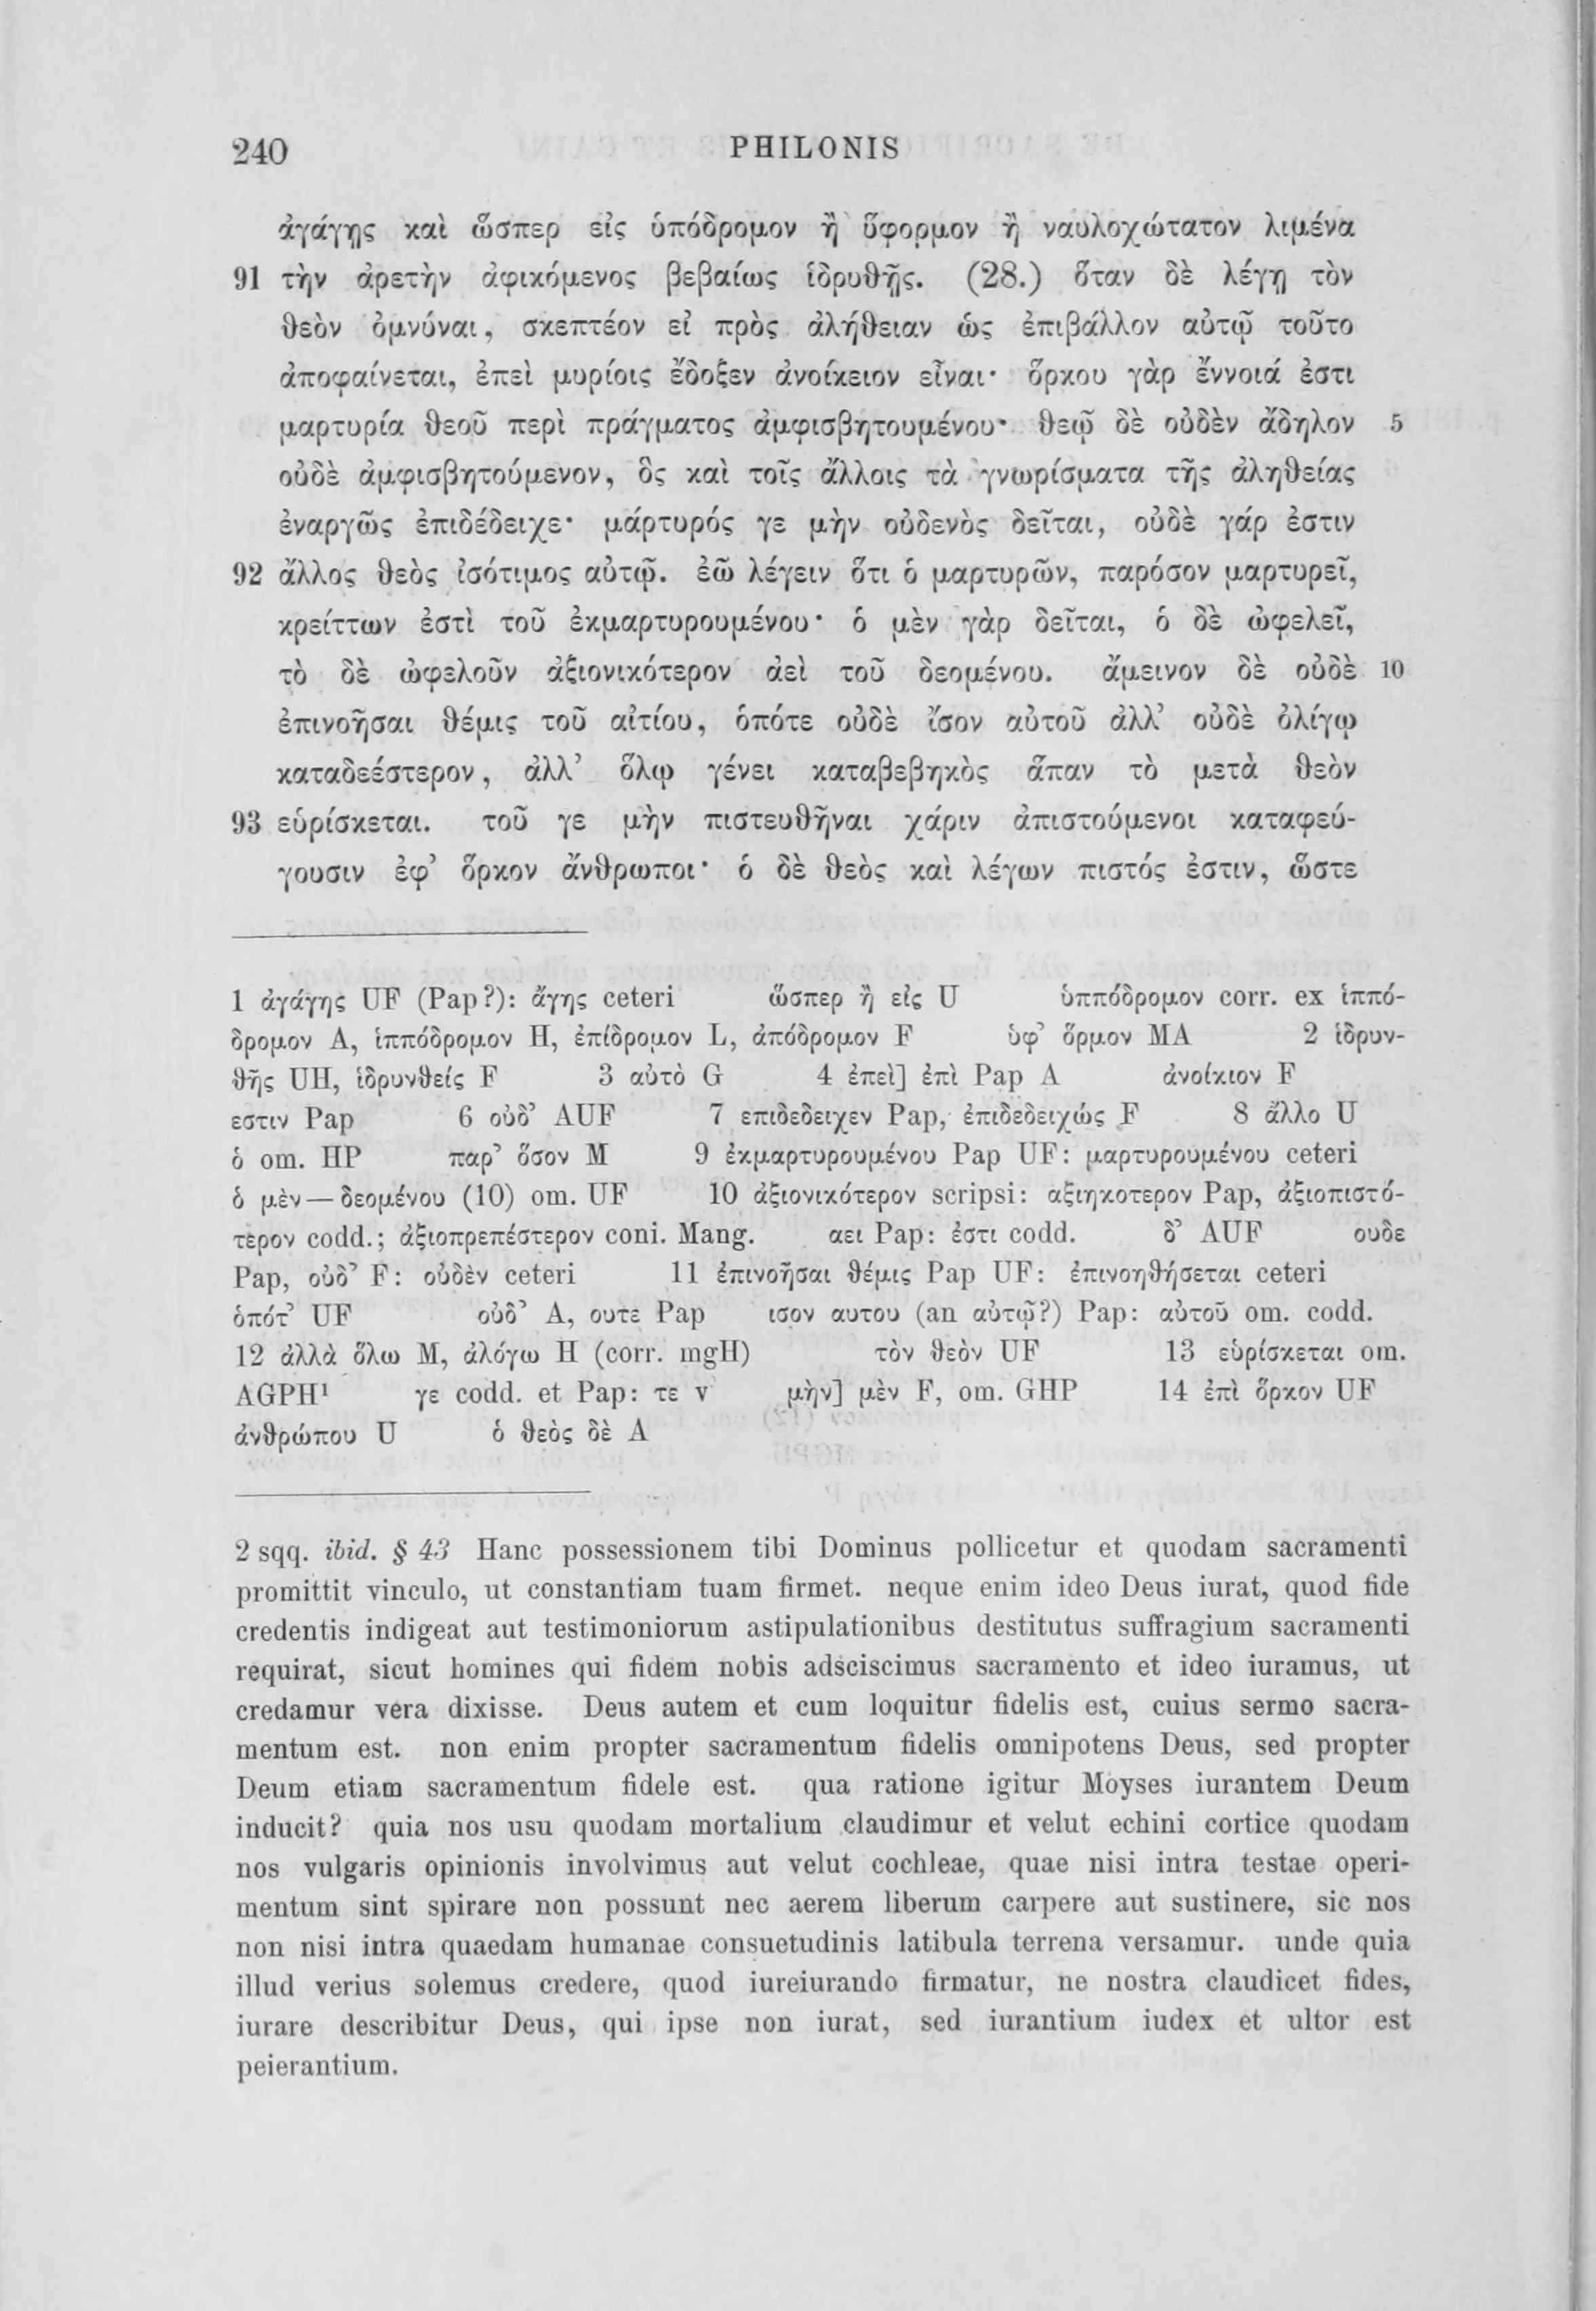 240 PHILONIS
ἀγάγῃς καὶ ὥσπερ εἰς ὑπόδρομον ἢ ὕφορμον ἢ ναυλοχώτατον λιμένα
91 τὴν ἀρετὴν ἀφικόμενος βεβαίως ἱδρυθῇς. (28.) ὅταν δὲ λέγῃ τὸν
θεὸν ὀμνύναι, σκεπτέον εἰ πρὸς ἀλήθειαν ὡς ἐπιβάλλον αὐτῷ τοῦτο
ἀποφαίνεται, ἐπεὶ μυρίοις ἔδοξεν ἀνοίκειον εἶναι· ὅρκου γὰρ ἔννοιά ἐστι
μαρτυρία θεοῦ περὶ πράγματος ἀμφισβητουμένου· θεῷ δὲ οὐδὲν ἄδηλον 5
οὐδὲ ἀμφισβητούμενον, ὃς καὶ τοῖς ἄλλοις τὰ γνωρίσματα τῆς ἀληθείας
ἐναργῶς ἐπιδέδειχε· μάρτυρός γε μὴν οὐδενὸς δεῖται, οὐδὲ γάρ ἐστιν
92 ἄλλος θεὸς ἰσότιμος αὐτῷ. ἐῶ λέγειν ὅτι ὁ μαρτυρῶν, παρόσον μαρτυρεῖ,
κρείττων ἐστὶ τοῦ ἐκμαρτυρουμένου· ὁ μὲν γὰρ δεῖται, ὁ δὲ ὠφελεῖ,
τὸ δὲ ὠφελοῦν ἀξιονικότερον ἀεὶ τοῦ δεομένου. ἄμεινον δὲ οὐδὲ 10
ἐπινοῆσαι θέμις τοῦ αἰτίου, ὁπότε οὐδὲ ἴσον αὐτοῦ ἀλλ’ οὐδὲ ὀλίγῳ
καταδεέστερον, ἀλλ’ ὅλῳ γένει καταβεβηκὸς ἅπαν τὸ μετὰ θεὸν
93 εὑρίσκεται. τοῦ γε μὴν πιστευθῆναι χάριν ἀπιστούμενοι καταφεύ-
γουσιν ἐφ’ ὅρκον ἄνθρωποι· ὁ δὲ θεὸς καὶ λέγων πιστός ἐστιν, ὥστε
1 ἀγάγης UF (Pap?): ἄγης ceteri ὥσπερ ἢ εἰς U ὑππόδρομον corr. ex ἱππό-
δρομον A, ἱππόδρομον H, ἐπίδρομον L, ἀπόδρομον F ὑφ’ ὅρμον MA 2 ἱδρυν-
θῆς UH, ἱδρυνθείς F 3 αὐτὸ G 4 ἐπεὶ] ἐπὶ Pap A ἀνοίκιον F
εστιν Pap 6 οὐδ’ AUF 7 επιδεδειχεν Pap, ἐπιδεδειχώς F 8 ἄλλο U
ὁ om. HP παρ’ ὅσον M 9 ἐκμαρτυρουμένου Pap UF: μαρτυρουμένου ceteri
ὁ μὲν — δεομένου (10) om. UF 10 ἀξιονικότερον scripsi: αξιηκοτερον Pap, ἀξιοπιστό-
τερον codd.; ἀξιοπρεπέστερον coni. Mang. αει Pap: ἐστι codd. δ’ AUF ουδε
Pap, οὐδ’ F: οὐδὲν ceteri 11 ἐπινοῆσαι θέμις Pap UF: ἐπινοηθήσεται ceteri
ὁπότ’ UF οὐδ’ A, ουτε Pap ισον αυτου (an αὐτῷ?) Pap: αὐτοῦ om. codd.
12 ἀλλὰ ὅλω M, ἀλόγω H (corr. mgH) τὸν θεὸν UF 13 εὑρίσκεται om.
AGPH¹ γε codd. et Pap: τε v μὴν] μὲν F, om. GHP 14 ἐπὶ ὅρκον UF
ἀνθρώπου U ὁ θεὸς δὲ A
2 sqq. ibid. § 43 Hanc possessionem tibi Dominus pollicetur et quodam sacramenti
promittit vinculo, ut constantiam tuam firmet. neque enim ideo Deus iurat, quod fide
credentis indigeat aut testimoniorum astipulationibus destitutus suffragium sacramenti
requirat, sicut homines qui fidem nobis adsciscimus sacramento et ideo iuramus, ut
credamur vera dixisse. Deus autem et cum loquitur fidelis est, cuius sermo sacra-
mentum est. non enim propter sacramentum fidelis omnipotens Deus, sed propter
Deum etiam sacramentum fidele est. qua ratione igitur Moyses iurantem Deum
inducit? quia nos usu quodam mortalium claudimur et velut echini cortice quodam
nos vulgaris opinionis involvimus aut velut cochleae, quae nisi intra testae operi-
mentum sint spirare non possunt nec aerem liberum carpere aut sustinere, sic nos
non nisi intra quaedam humanae consuetudinis latibula terrena versamur. unde quia
illud verius solemus credere, quod iureiurando firmatur, ne nostra claudicet fides,
iurare describitur Deus, qui ipse non iurat, sed iurantium iudex et ultor est
peierantium.